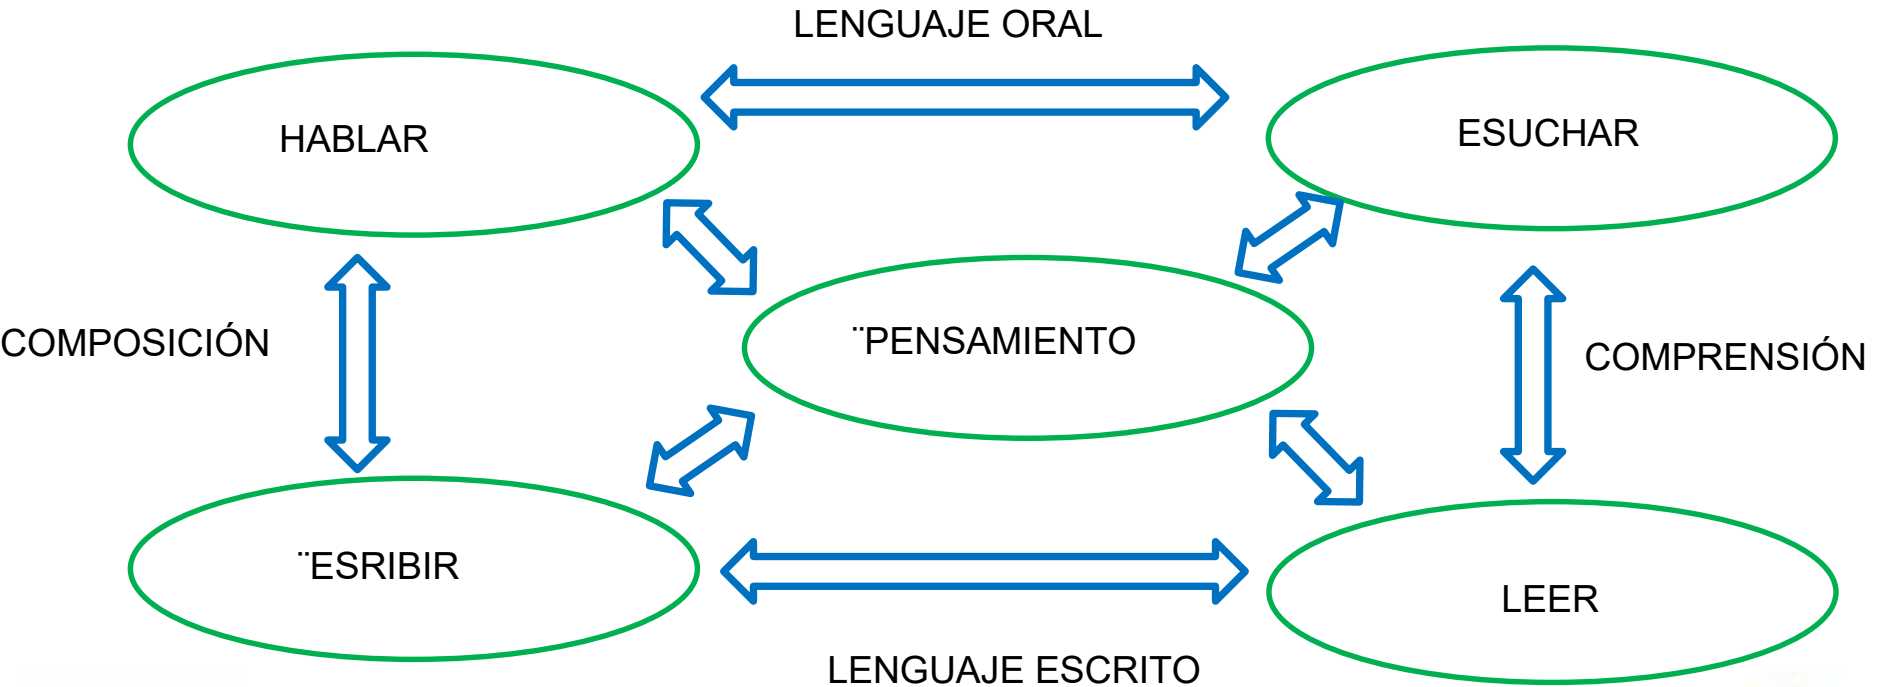 LENGUAJE ORAL
HABLAR
ESUCHAR
COMPOSICIÓN
¨PENSAMIENTO
COMPRENSIÓN
¨ESRIBIR
LEER
LENGUAJE ESCRITO